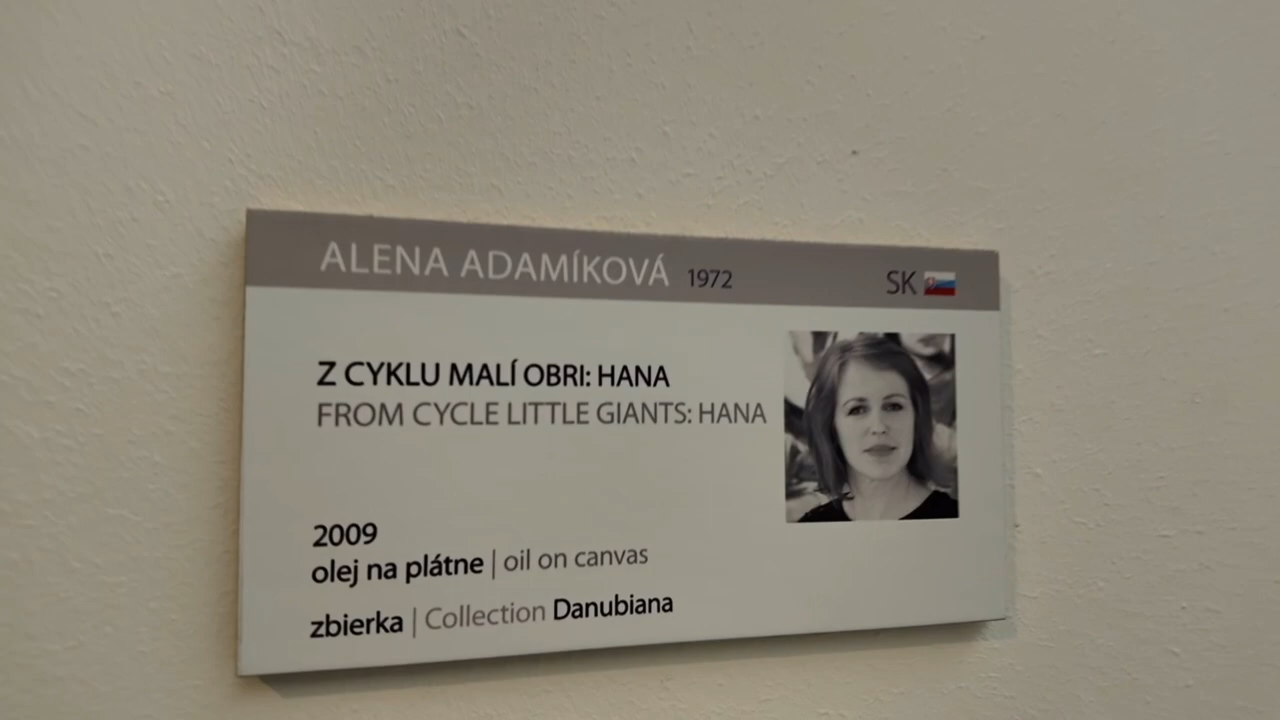 ALENA ADAMÍKOVÁ 1972 SK
Z CYKLU MALÍ OBRI: HANA
FROM CYCLE LITTLE GIANTS: HANA
2009
olej na plátne | oil on canvas
zbierka | Collection Danubiana